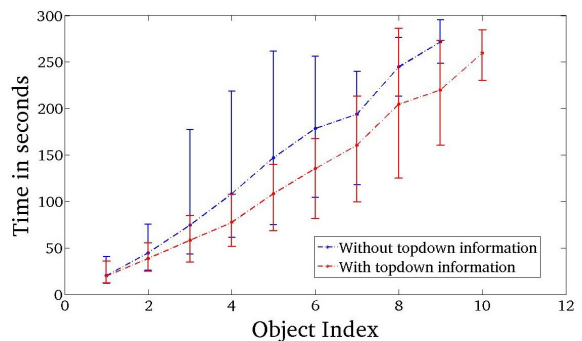 300
250
200
150
100
50
0
Time in seconds
Without topdown information
With topdown information
0 2 4 6 8 10 12
Object Index